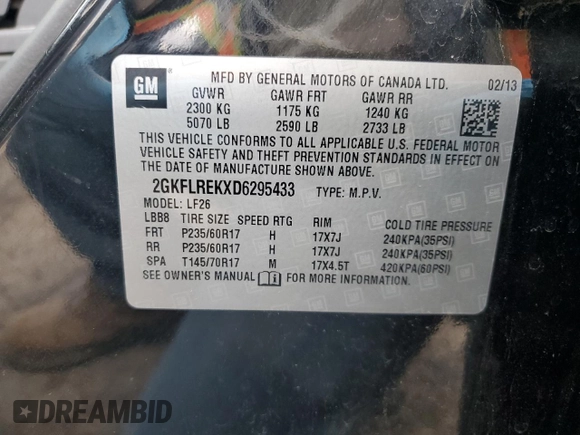 GM
MFD BY GENERAL MOTORS OF CANADA LTD. 02/13
GVWR GAWR FRT GAWR RR
2300 KG 1175 KG 1240 KG
5070 LB 2590 LB 2733 LB
THIS VEHICLE CONFORMS TO ALL APPLICABLE U.S. FEDERAL MOTOR
VEHICLE SAFETY AND THEFT PREVENTION STANDARDS IN EFFECT ON
THE DATE OF MANUFACTURE SHOWN ABOVE.
2GKFLREKXD6295433 TYPE: M.P.V.
MODEL: LF26
LBB8 TIRE SIZE SPEED RTG RIM COLD TIRE PRESSURE
FRT P235/60R17 H 17X7J 240KPA(35PSI)
RR P235/60R17 H 17X7J 240KPA(35PSI)
SPA T145/70R17 M 17X4.5T 420KPA(60PSI)
SEE OWNER'S MANUAL FOR MORE INFORMATION.
DREAMBID